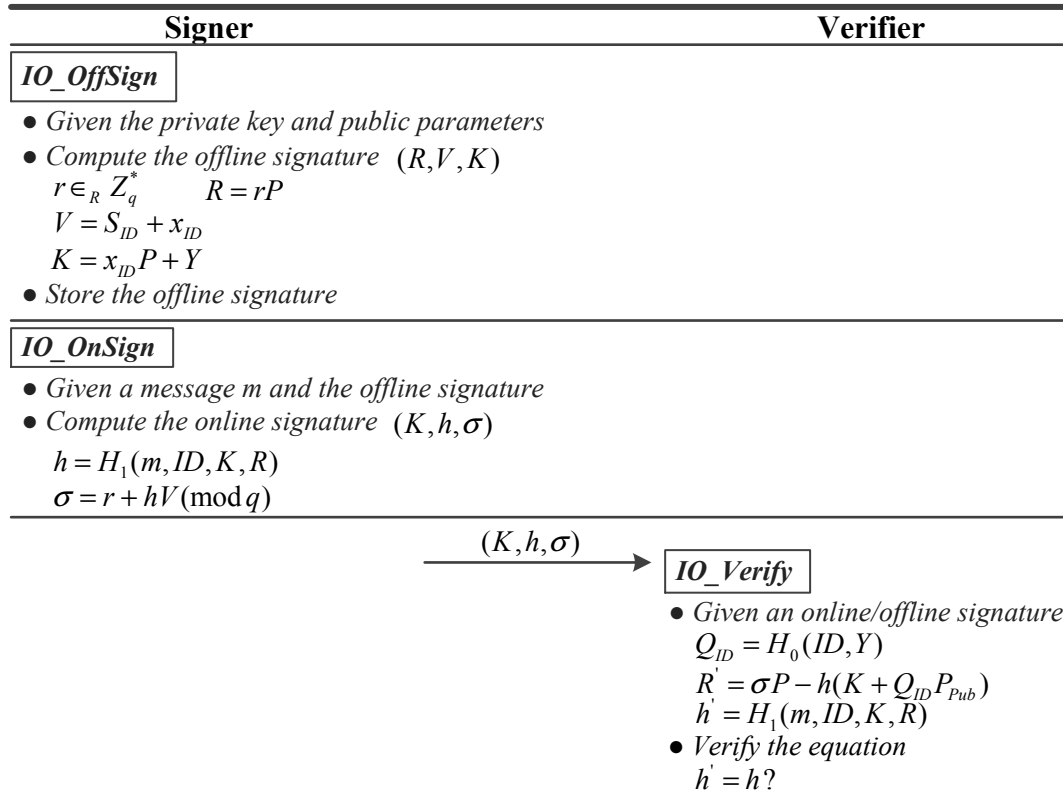 Signer Verifier
IO_OffSign
● Given the private key and public parameters
● Compute the offline signature (R,V,K)
r ∈_R Z_q^* R = rP
V = S_ID + x_ID
K = x_ID P + Y
● Store the offline signature
IO_OnSign
● Given a message m and the offline signature
● Compute the online signature (K,h,σ)
h = H_1(m, ID, K, R)
σ = r + hV(mod q)
(K,h,σ)
IO_Verify
● Given an online/offline signature
Q_ID = H_0(ID,Y)
R' = σP − h(K + Q_ID P_Pub)
h' = H_1(m, ID, K, R)
● Verify the equation
h' = h?